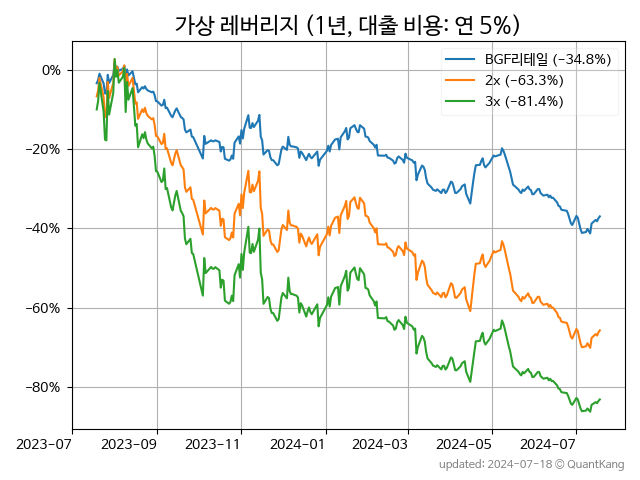 가상 레버리지 (1년, 대출 비용: 연 5%)
BGF리테일 (−34.8%)
2x (−63.3%)
3x (−81.4%)
0%
−20%
−40%
−60%
−80%
2023-07 2023-09 2023-11 2024-01 2024-03 2024-05 2024-07
updated: 2024-07-18 © QuantKang